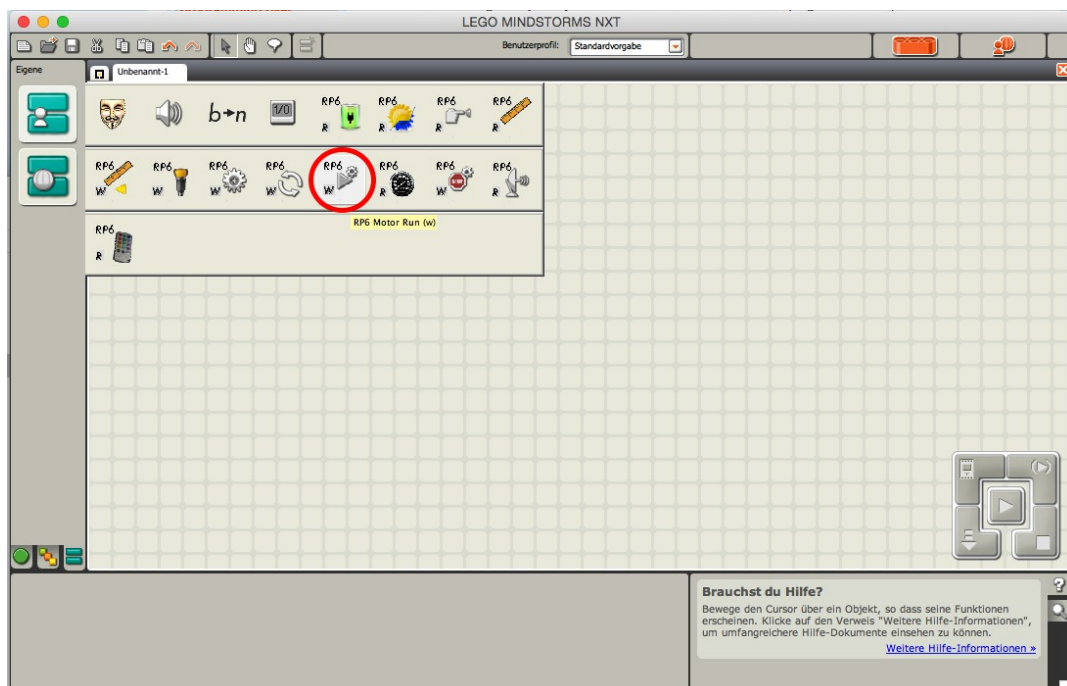 LEGO MINDSTORMS NXT
Benutzerprofil: Standardvorgabe
Eigene
Unbenannt-1
b→n 1/0 RP6 R RP6 R RP6 R RP6 R
RP6 W RP6 W RP6 W RP6 W RP6 W RP6 R RP6 W RP6 R
RP6 Motor Run (w)
RP6 R
Brauchst du Hilfe?
Bewege den Cursor über ein Objekt, so dass seine Funktionen
erscheinen. Klicke auf den Verweis "Weitere Hilfe-Informationen",
um umfangreichere Hilfe-Dokumente einsehen zu können.
Weitere Hilfe-Informationen »